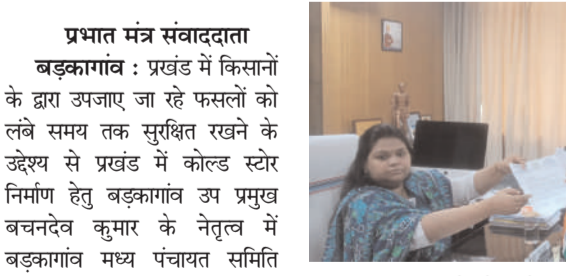 प्रभात मंत्र संवाददाता
बड़कागांव : प्रखंड में किसानों
के द्वारा उपजाए जा रहे फसलों को
लंबे समय तक सुरक्षित रखने के
उद्देश्य से प्रखंड में कोल्ड स्टोर
निर्माण हेतु बड़कागांव उप प्रमुख
बचनदेव कुमार के नेतृत्व में
बड़कागांव मध्य पंचायत समिति